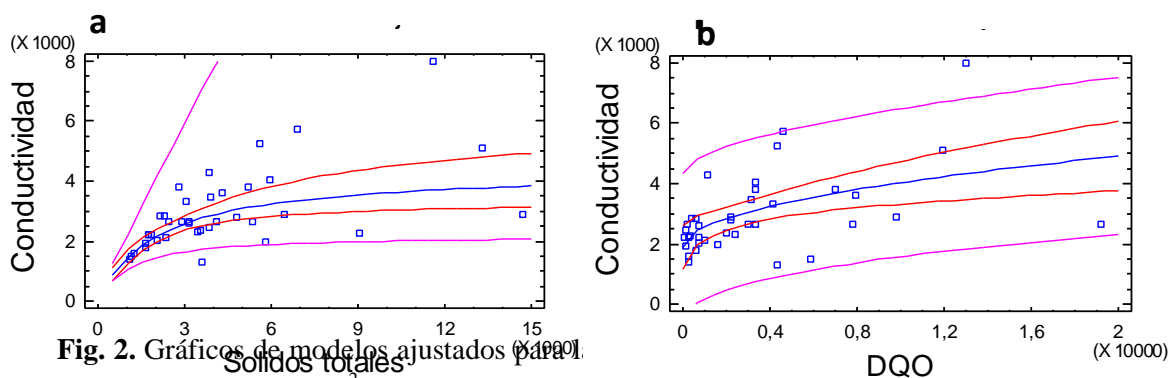 a
b
(X 1000)
(X 1000)
Conductividad
8
6
4
2
0
0 3 6 9 12 15
(X 1000)
Sólidos totales
Conductividad
8
6
4
2
0
0 0,4 0,8 1,2 1,6 2
(X 10000)
DQO
Fig. 2. Gráficos de modelos ajustados para